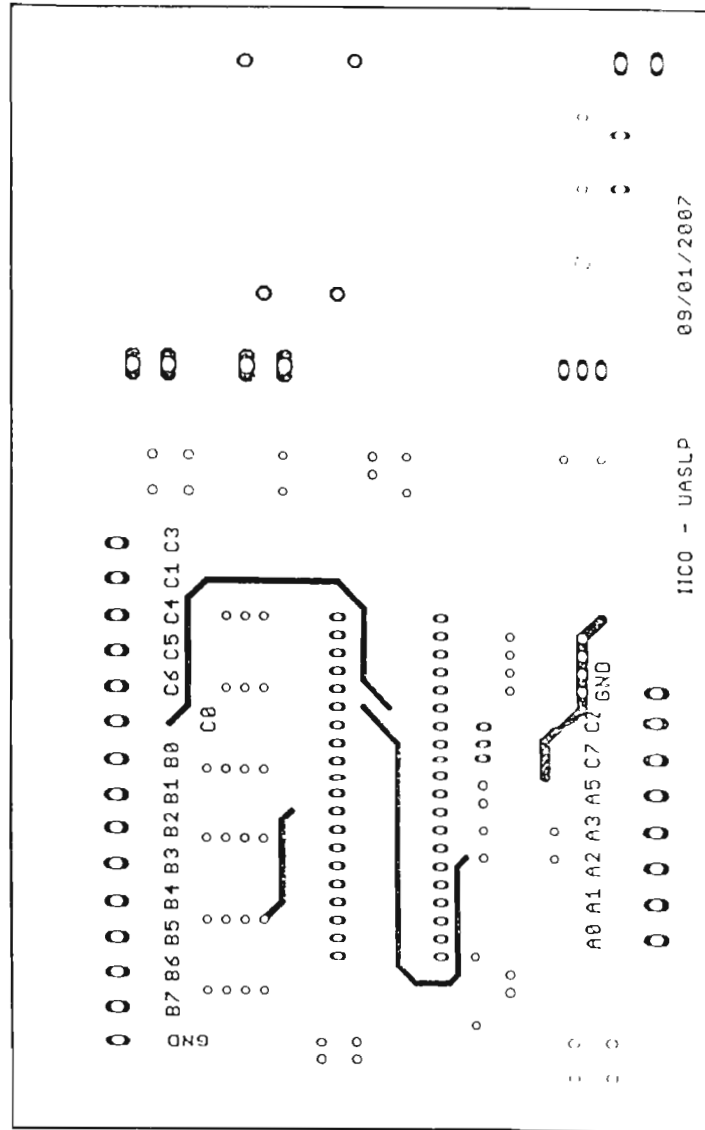 GND B7 B6 B5 B4 B3 B2 B1 B0 C6 C5 C4 C1 C3
C0
A0 A1 A2 A3 A5 C7 C2 GND
IICO - UASLP 09/01/2007